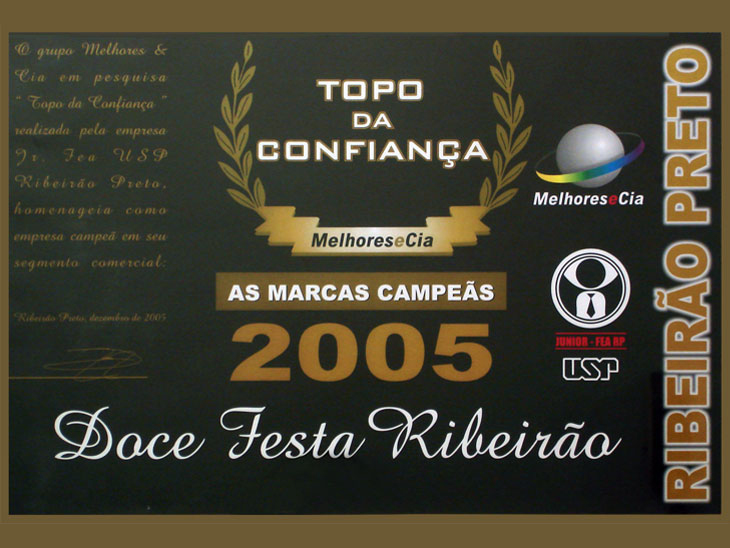 O grupo Melhores &
Cia em pesquisa
" Topo da Confiança "
realizada pela empresa
Jr. Fea USP
Ribeirão Preto,
homenageia como
empresa campeã em seu
segmento comercial:
Ribeirão Preto, dezembro de 2005
TOPO
DA
CONFIANÇA
MelhoreseCia
AS MARCAS CAMPEÃS
2005
Doce Festa Ribeirão
MelhoreseCia
JUNIOR - FEA RP
USP
RIBEIRÃO PRETO